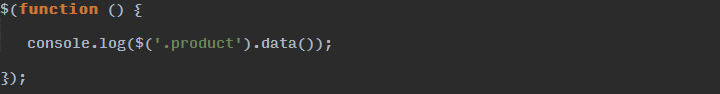 $(function () {
console.log($('.product').data());
});